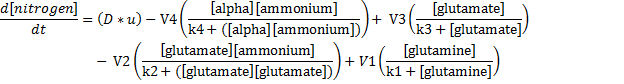 d[nitrogen]/dt = (D * u) − V4([alpha][ammonium]/k4 + ([alpha][ammonium])) + V3([glutamate]/k3 + [glutamate])
− V2([glutamate][ammonium]/k2 + ([glutamate][glutamate])) + V1([glutamine]/k1 + [glutamine])